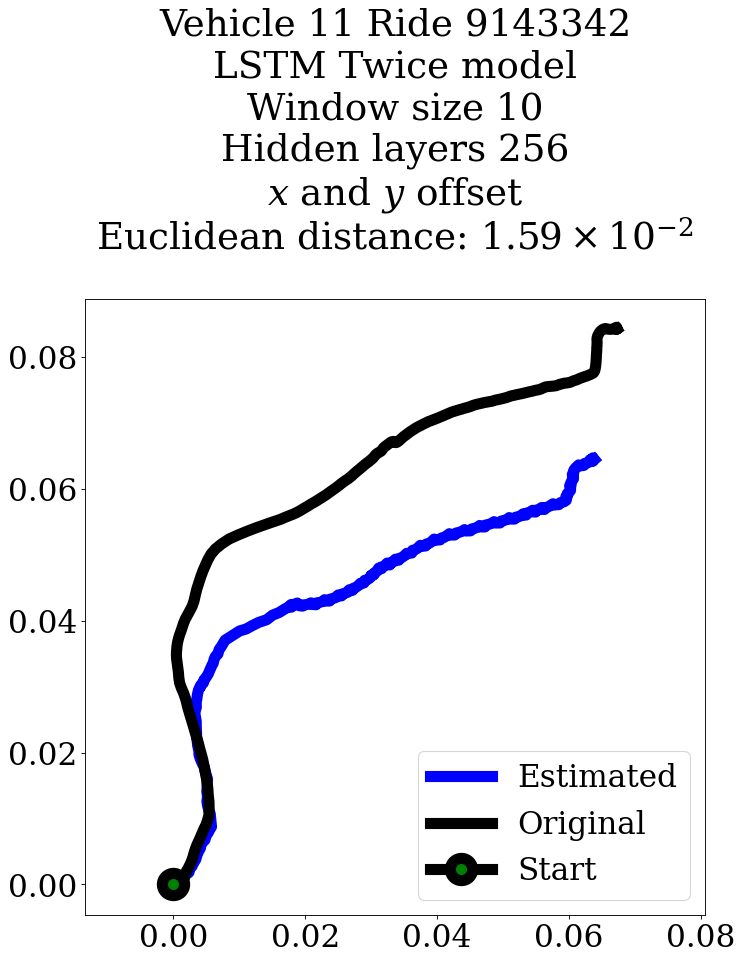 Vehicle 11 Ride 9143342
LSTM Twice model
Window size 10
Hidden layers 256
x and y offset
Euclidean distance: 1.59 × 10⁻²
0.08
0.06
0.04
0.02
0.00
Estimated
Original
Start
0.00 0.02 0.04 0.06 0.08